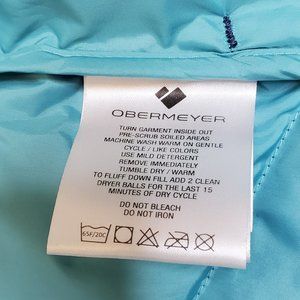 OBERMEYER
TURN GARMENT INSIDE OUT
PRE-SCRUB SOILED AREAS
MACHINE WASH WARM ON GENTLE
CYCLE / LIKE COLORS
USE MILD DETERGENT
REMOVE IMMEDIATELY
TUMBLE DRY / WARM
TO FLUFF DOWN FILL ADD 2 CLEAN
DRYER BALLS FOR THE LAST 15
MINUTES OF DRY CYCLE
DO NOT BLEACH
DO NOT IRON
65F/20C